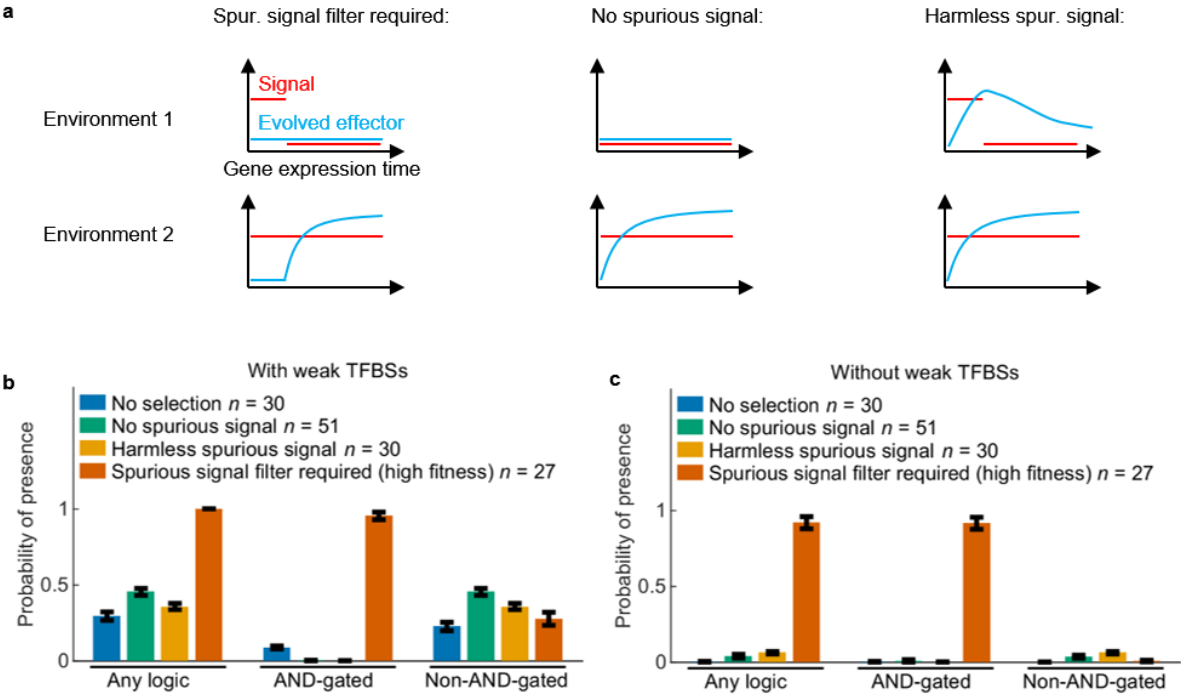 a
Spur. signal filter required:
No spurious signal:
Harmless spur. signal:
Environment 1
Signal
Evolved effector
Gene expression time
Environment 2
b
With weak TFBSs
No selection n = 30
No spurious signal n = 51
Harmless spurious signal n = 30
Spurious signal filter required (high fitness) n = 27
Probability of presence
1
0.5
0
Any logic
AND-gated
Non-AND-gated
c
Without weak TFBSs
No selection n = 30
No spurious signal n = 51
Harmless spurious signal n = 30
Spurious signal filter required (high fitness) n = 27
Probability of presence
1
0.5
0
Any logic
AND-gated
Non-AND-gated